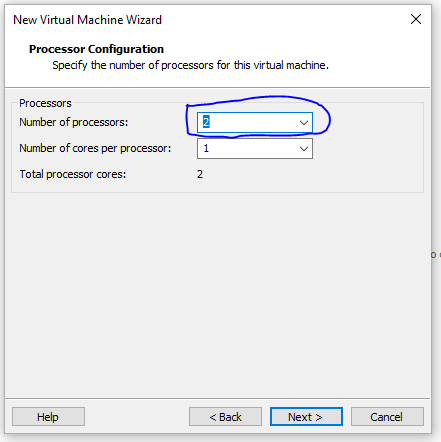 New Virtual Machine Wizard
Processor Configuration
Specify the number of processors for this virtual machine.
Processors
Number of processors: 2
Number of cores per processor: 1
Total processor cores: 2
Help < Back Next > Cancel